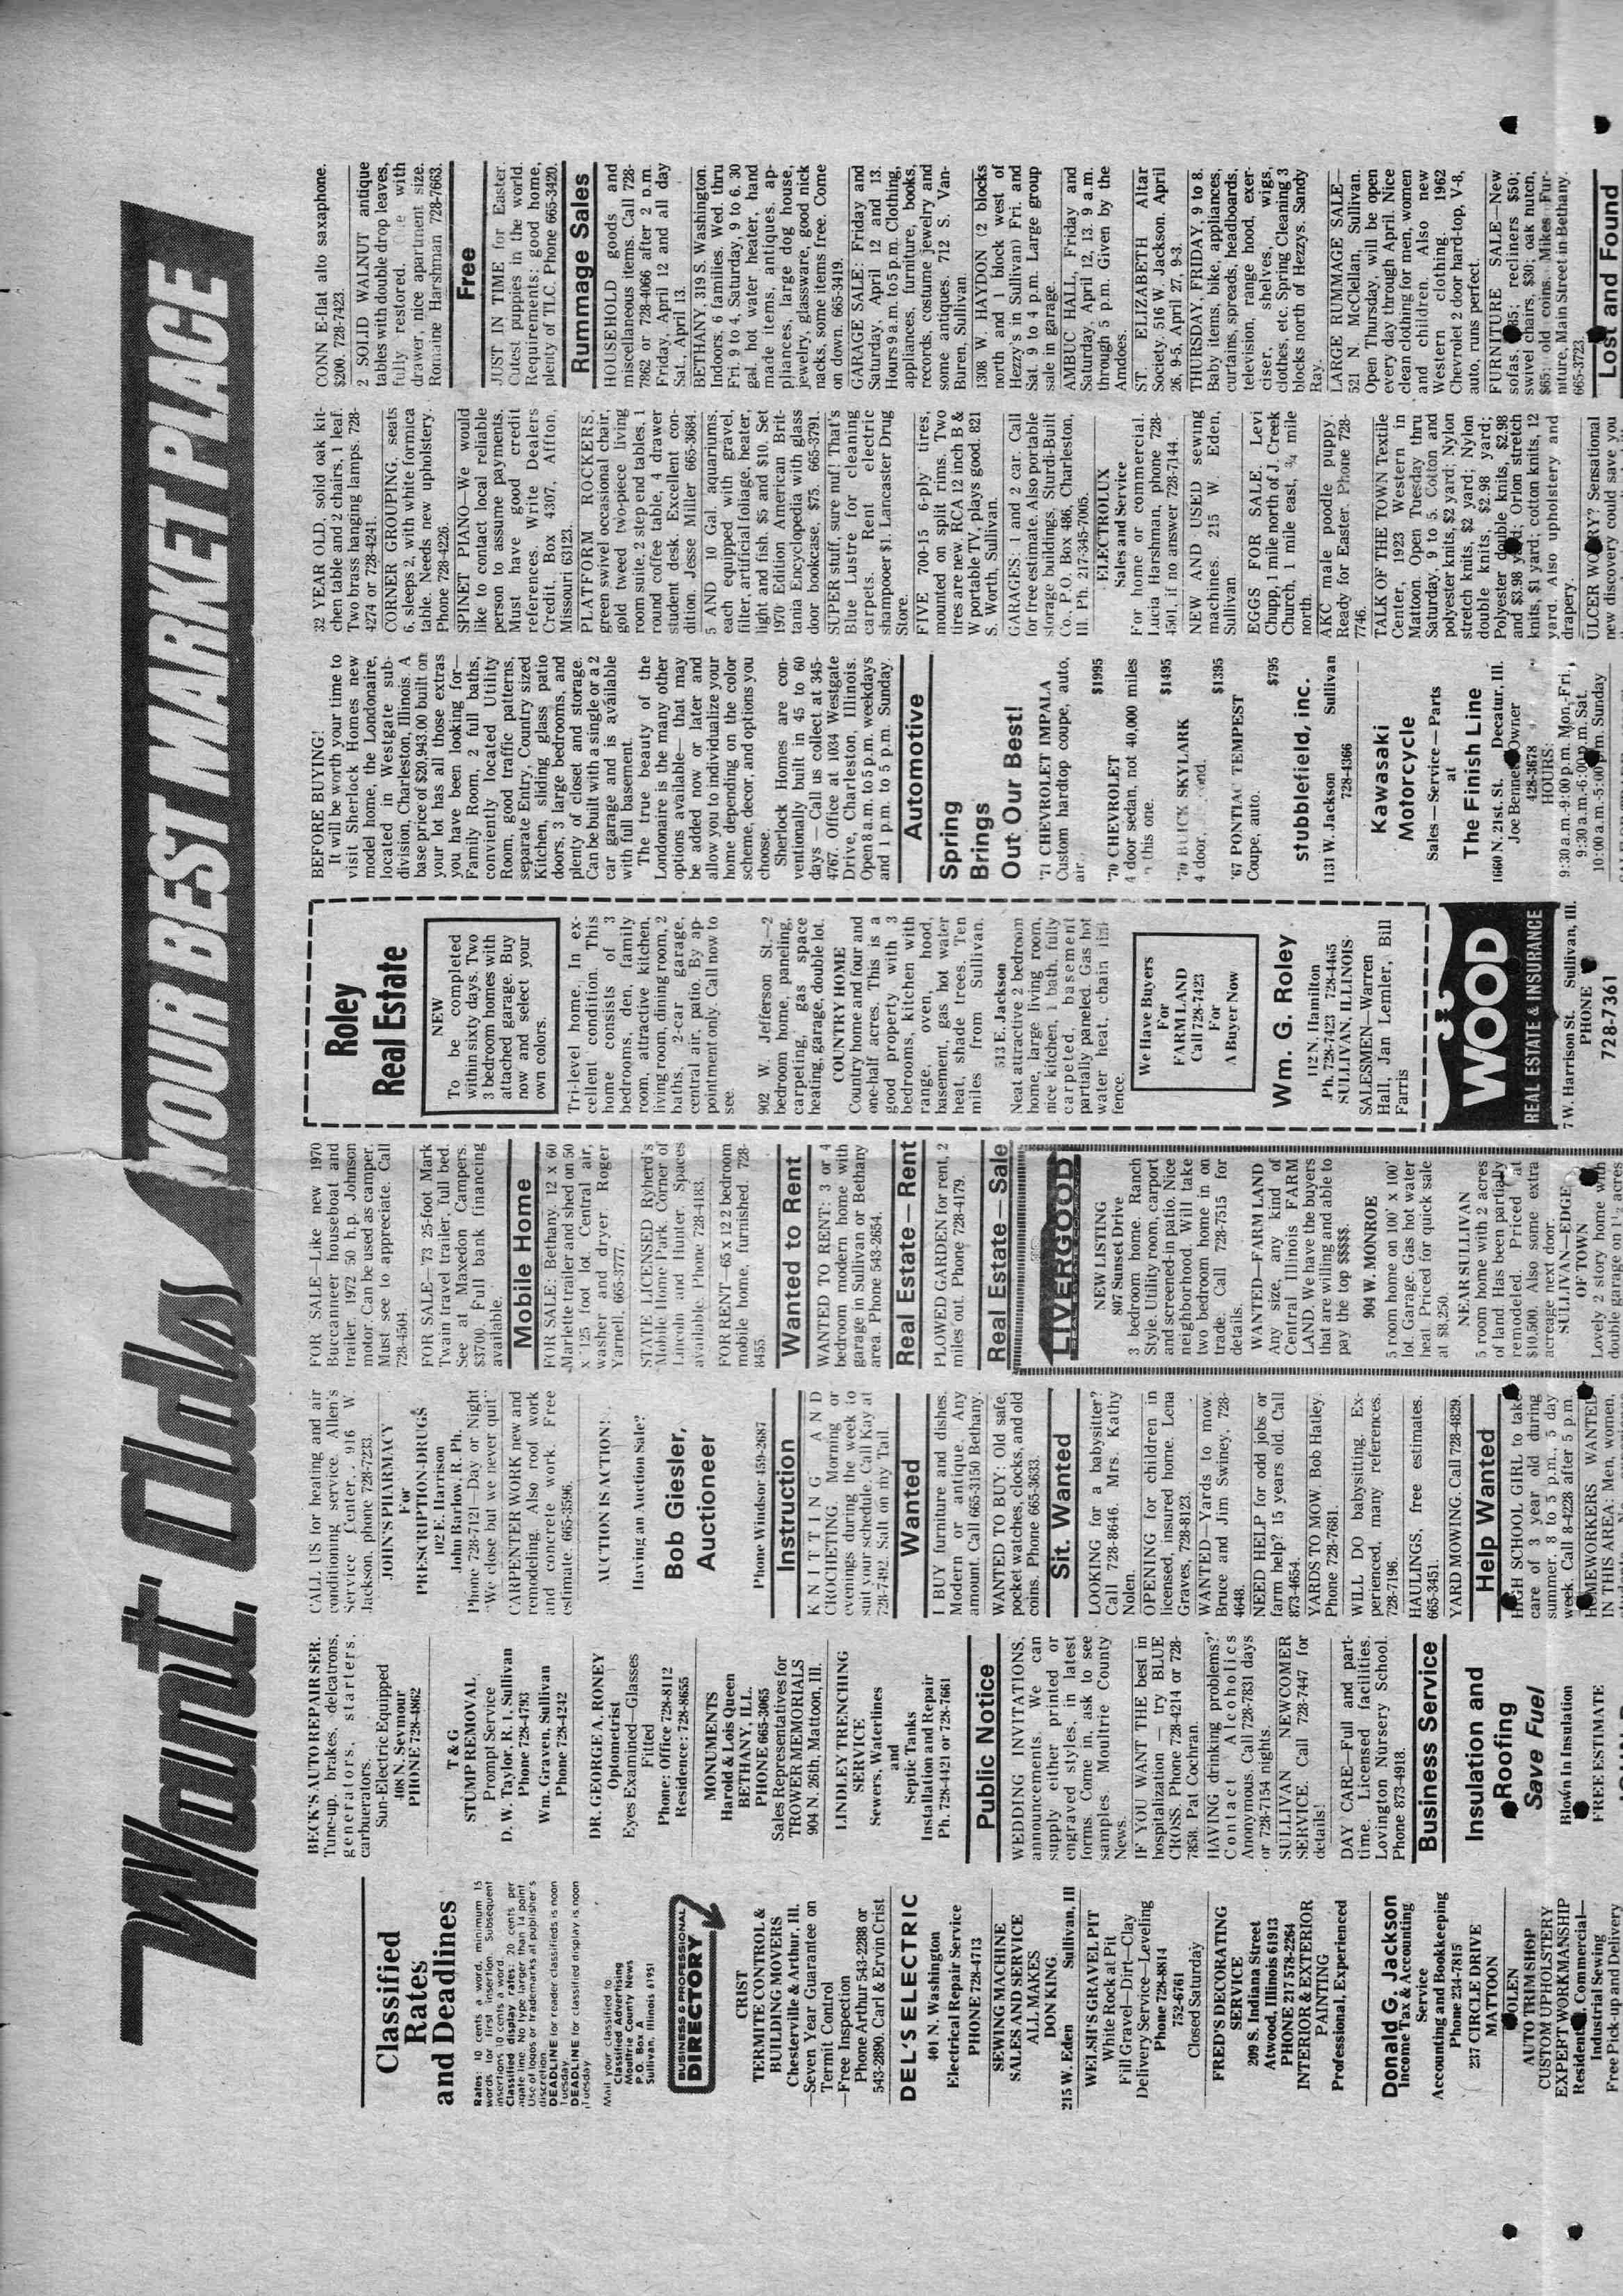 Want Ads YOUR BEST MARKET PLACE
Classified
Rates
and Deadlines
Rates: 10 cents a word, minimum 15
words for first insertion. Subsequent
insertions 10 cents a word.
Classified display rates: 20 cents per
agate line. No type larger than 14 point.
Use of logos or trademarks at publisher's
discretion.
DEADLINE for reader classifieds is noon
Tuesday.
DEADLINE for classified display is noon
Tuesday
Mail your classified to:
Classified Advertising
Moultrie County News
P.O. Box A
Sullivan, Illinois 61951
BUSINESS & PROFESSIONAL
DIRECTORY
CRIST
TERMITE CONTROL &
BUILDING MOVERS
Chesterville & Arthur, Ill.
—Seven Year Guarantee on
Termit Control
—Free Inspection
Phone Arthur 543-2288 or
543-2890. Carl & Ervin Crist
DEL'S ELECTRIC
401 N. Washington
Electrical Repair Service
PHONE 728-4713
SEWING MACHINE
SALES AND SERVICE
ALL MAKES
DON KING
215 W. Eden Sullivan, Ill
WELSH'S GRAVEL PIT
White Rock at Pit
Fill Gravel—Dirt—Clay
Delivery Service—Leveling
Phone 728-8814
752-6761
Closed Saturday
FRED'S DECORATING
SERVICE
209 S. Indiana Street
Atwood, Illinois 61913
PHONE 217 578-2264
INTERIOR & EXTERIOR
PAINTING
Professional, Experienced
Donald G. Jackson
Income Tax & Accounting
Service
Accounting and Bookkeeping
Phone 234-7815
237 CIRCLE DRIVE
MATTOON
AUTO TRIM SHOP
CUSTOM UPHOLSTERY
EXPERT WORKMANSHIP
Commercial—
Industrial Sewing
Free Pick-up and Delivery
BECK'S AUTO REPAIR SER.
Tune-up, brakes, delcatrons,
generators, starters,
carburators.
Sun-Electric Equipped
408 N. Seymour
PHONE 728-4862
T & G
STUMP REMOVAL
Prompt Service
D. W. Taylor, R. 1, Sullivan
Phone 728-4793
Wm. Graven, Sullivan
Phone 728-4242
DR. GEORGE A. RONEY
Optometrist
Eyes Examined—Glasses
Fitted
Phone: Office 728-8112
Residence: 728-8655
MONUMENTS
Harold & Lois Queen
BETHANY, ILL.
PHONE 665-3065
Sales Representatives for
TROWER MEMORIALS
904 N. 26th, Mattoon, Ill.
LINDLEY TRENCHING
SERVICE
Sewers, Waterlines
and
Septic Tanks
Installation and Repair
Ph. 728-4421 or 728-7661
Public Notice
WEDDING INVITATIONS,
announcements. We can
supply either printed or
engraved styles, in latest
forms. Come in, ask to see
samples. Moultrie County
News.
IF YOU WANT THE best in
hospitalization — try BLUE
CROSS. Phone 728-4214 or 728-
7858. Pat Cochran.
HAVING drinking problems?
Contact Alcoholics
Anonymous. Call 728-7831 days
or 728-7154 nights.
SULLIVAN NEWCOMER
SERVICE. Call 728-7447 for
details!
DAY CARE—Full and part-
time. Licensed facilities.
Lovington Nursery School.
Phone 873-4918.
Business Service
Insulation and
Roofing
Save Fuel
Blown In Insulation
FREE ESTIMATE
CALL US for heating and air
conditioning service. Allen's
Service Center, 916 W.
Jackson, phone 728-7233.
JOHN'S PHARMACY
For
PRESCRIPTION-DRUGS
102 E. Harrison
John Barlow, R. Ph.
Phone 728-7121—Day or Night
"We close but we never quit"
CARPENTER WORK new and
remodeling. Also roof work
and concrete work. Free
estimate. 665-3596.
AUCTION IS ACTION!
Having an Auction Sale?
Bob Giesler,
Auctioneer
Phone Windsor 459-2687
Instruction
KNITTING AND
CROCHETING. Morning or
evenings during the week to
suit your schedule. Call Kay at
728-7492. Salt on my Tail.
Wanted
I BUY furniture and dishes.
Modern or antique. Any
amount. Call 665-3150 Bethany.
WANTED TO BUY: Old safe,
pocket watches, clocks, and old
coins. Phone 665-3633.
Sit. Wanted
LOOKING for a babysitter?
Call 728-8646. Mrs. Kathy
Nolen.
OPENING for children in
licensed, insured home. Lena
Graves, 728-8123.
WANTED—Yards to mow.
Bruce and Jim Swiney, 728-
4648.
NEED HELP for odd jobs or
farm help? 15 years old. Call
873-4654.
YARDS TO MOW. Bob Hatley.
Phone 728-7681.
WILL DO babysitting. Ex-
perienced, many references.
728-7196.
HAULINGS, free estimates.
665-3451.
YARD MOWING. Call 728-4829.
Help Wanted
HIGH SCHOOL GIRL to take
care of 3 year old during
summer. 8 to 5 p.m., 5 day
week. Call 8-4228 after 5 p.m.
HOMEWORKERS WANTED
IN THIS AREA: Men, women,
FOR SALE—Like new 1970
Buccaneer houseboat and
trailer. 1972 50 h.p. Johnson
motor. Can be used as camper.
Must see to appreciate. Call
728-4504.
FOR SALE—'73 25-foot Mark
Twain travel trailer, full bed.
See at Maxedon Campers.
$3700. Full bank financing
available.
Mobile Home
FOR SALE: Bethany. 12 x 60
Marlette trailer and shed on 50
x 125 foot lot. Central air,
washer and dryer. Roger
Yarnell, 665-3777.
STATE LICENSED Ryherd's
Mobile Home Park. Corner of
Lincoln and Hunter. Spaces
available. Phone 728-4183.
FOR RENT—65 x 12 2 bedroom
mobile home, furnished. 728-
8455.
Wanted to Rent
WANTED TO RENT: 3 or 4
bedroom modern home with
garage in Sullivan or Bethany
area. Phone 543-2654.
Real Estate—Rent
PLOWED GARDEN for rent, 2
miles out. Phone 728-4179.
Real Estate—Sale
LIVERGOOD
NEW LISTING
807 Sunset Drive
3 bedroom home. Ranch
Style. Utility room, carport
and screened-in patio. Nice
neighborhood. Will take
two bedroom home in on
trade. Call 728-7515 for
details.
WANTED—FARM LAND
Any size, any kind of
Central Illinois FARM
LAND. We have the buyers
that are willing and able to
pay the top $$$$$.
904 W. MONROE
5 room home on 100' x 100'
lot. Garage. Gas hot water
heat. Priced for quick sale
at $8,250.
NEAR SULLIVAN
5 room home with 2 acres
of land. Has been partially
remodeled. Priced at
$10,500. Also some extra
acreage next door.
SULLIVAN—EDGE
OF TOWN
Lovely 2 story home with
double garage on 1½ acres
Roley
Real Estate
NEW
To be completed
within sixty days. Two
3 bedroom homes with
attached garage. Buy
now and select your
own colors.
Tri-level home. In ex-
cellent condition. This
home consists of 3
bedrooms, den, family
room, attractive kitchen,
living room, dining room, 2
baths, 2-car garage,
central air, patio. By ap-
pointment only. Call now to
see.
902 W. Jefferson St.—2
bedroom home, paneling,
carpeting, gas space
heating, garage, double lot.
COUNTRY HOME
Country home and four and
one-half acres. This is a
good property with 3
bedrooms, kitchen with
range, oven, hood,
basement, gas hot water
heat, shade trees. Ten
miles from Sullivan.
513 E. Jackson
Neat attractive 2 bedroom
home, large living room,
nice kitchen, 1 bath, fully
carpeted, basement
partially paneled. Gas hot
water heat, chain link
fence.
We Have Buyers
For
FARM LAND
Call 728-7423
For
A Buyer Now
Wm. G. Roley
112 N. Hamilton
Ph. 728-7423 728-4465
SULLIVAN, ILLINOIS
SALESMEN—Warren
Hall, Jan Lemler, Bill
Farris
WOOD
REAL ESTATE & INSURANCE
7 W. Harrison St. Sullivan, Ill.
PHONE
728-7361
BEFORE BUYING!
It will be worth your time to
visit Sherlock Homes new
model home, the Londonaire,
located in Westgate sub-
division, Charleston, Illinois A
base price of $20,943.00 built on
your lot has all those extras
you have been looking for—
Family Room, 2 full baths,
conviently located Utility
Room, good traffic patterns,
separate Entry, Country sized
Kitchen, sliding glass patio
doors, 3 large bedrooms, and
plenty of closet and storage.
Can be built with a single or a 2
car garage and is available
with full basement.
The true beauty of the
Londonaire is the many other
options available— that may
be added now or later and
allow you to individualize your
home depending on the color
scheme, decor, and options you
choose.
Sherlock Homes are con-
ventionally built in 45 to 60
days — Call us collect at 345-
4767. Office at 1034 Westgate
Drive, Charleston, Illinois.
Open 8 a.m. to 5 p.m. weekdays
and 1 p.m. to 5 p.m. Sunday.
Automotive
Spring
Brings
Out Our Best!
'71 CHEVROLET IMPALA
Custom hardtop coupe, auto,
air. $1995
'70 CHEVROLET
4 door sedan, not 40,000 miles
on this one. $1495
'70 BUICK SKYLARK
4 door, $1395
'67 PONTIAC TEMPEST
Coupe, auto. $795
stubblefield, inc.
1131 W. Jackson Sullivan
728-4366
Kawasaki
Motorcycle
Sales—Service—Parts
The Finish Line
1660 N. 21st. St. Decatur, Ill.
Joe Bennett Owner
428-3678
HOURS:
9:30 a.m.-9:00 p.m. Mon.-Fri.,
9:30 a.m.-6:00 p.m. Sat.
10:00 a.m.-5:00 p.m. Sunday
32 YEAR OLD, solid oak kit-
chen table and 2 chairs, 1 leaf.
Two brass hanging lamps. 728-
4274 or 728-4241.
CORNER GROUPING, seats
6, sleeps 2, with white formica
table. Needs new upholstery.
Phone 728-4226.
SPINET PIANO—We would
like to contact local reliable
person to assume payments.
Must have good credit
references. Write Dealers
Credit, Box 4307, Affton,
Missouri 63123.
PLATFORM ROCKERS,
green swivel occasional chair,
gold tweed two-piece living
room suite, 2 step end tables, 1
round coffee table, 4 drawer
student desk. Excellent con-
dition. Jesse Miller 665-3684.
5 AND 10 Gal. aquariums,
each equipped with gravel,
filter, artificial foliage, heater,
light and fish. $5 and $10. Set
1970 Edition American Brit-
tania Encyclopedia with glass
door bookcase, $75. 665-3791.
SUPER stuff, sure nuf! That's
Blue Lustre for cleaning
carpets. Rent electric
shampooer $1. Lancaster Drug
Store.
FIVE 700-15 6-ply tires,
mounted on split rims. Two
tires are new. RCA 12 inch B &
W portable TV, plays good. 821
S. Worth, Sullivan.
GARAGES: 1 and 2 car. Call
for free estimate. Also portable
storage buildings. Sturdi-Built
Co. P.O. Box 486, Charleston,
Ill. Ph. 217-345-7005.
ELECTROLUX
Sales and Service
For home or commercial.
Lucia Harshman, phone 728-
4501, if no answer 728-7144.
NEW AND USED sewing
machines. 215 W. Eden,
Sullivan.
EGGS FOR SALE. Levi
Chupp, 1 mile north of J. Creek
Church, 1 mile east, ¾ mile
north.
AKC male poodle puppy.
Ready for Easter. Phone 728-
7746.
TALK OF THE TOWN Textile
Center, 1923 Western in
Mattoon. Open Tuesday thru
Saturday, 9 to 5. Cotton and
polyester knits, $2 yard; Nylon
stretch knits, $2 yard; Nylon
double knits, $2.98 yard;
Polyester double knits, $2.98
and $3.98 yard; Orlon stretch
knits, $1 yard; cotton knits, 12
yard. Also upholstery and
drapery.
ULCER WORRY? Sensational
new discovery could save you
CONN E-flat alto saxaphone.
$200. 728-7423.
2 SOLID WALNUT antique
tables with double drop leaves,
fully restored. One with
drawer, nice apartment size.
Romaine Harshman 728-7663.
Free
JUST IN TIME for Easter.
Cutest puppies in the world.
Requirements: good home,
plenty of TLC. Phone 665-3420.
Rummage Sales
HOUSEHOLD goods and
miscellaneous items. Call 728-
7862 or 728-4066 after 2 p.m.
Friday, April 12 and all day
Sat., April 13.
BETHANY, 319 S. Washington.
Indoors. 6 families. Wed. thru
Fri. 9 to 4, Saturday, 9 to 6. 30
gal. hot water heater, hand
made items, antiques, ap-
pliances, large dog house,
jewelry, glassware, good nick
nacks, some items free. Come
on down. 665-3419.
GARAGE SALE: Friday and
Saturday, April 12 and 13.
Hours 9 a.m. to 5 p.m. Clothing,
appliances, furniture, books,
records, costume jewelry and
some antiques. 712 S. Van-
Buren, Sullivan.
1308 W. HAYDON (2 blocks
north and 1 block west of
Hezzy's in Sullivan) Fri. and
Sat. 9 to 4 p.m. Large group
sale in garage.
AMBUC HALL, Friday and
Saturday, April 12, 13. 9 a.m.
through 5 p.m. Given by the
Amdoes.
ST. ELIZABETH Altar
Society. 516 W. Jackson. April
26, 9-5, April 27, 9-3.
THURSDAY, FRIDAY, 9 to 8.
Baby items, bike, appliances,
curtains, spreads, headboards,
television, range hood, exer-
ciser, shelves, wigs,
clothes, etc. Spring Cleaning 3
blocks north of Hezzys. Sandy
Ray.
LARGE RUMMAGE SALE—
521 N. McClellan, Sullivan.
Open Thursday, will be open
every day through April. Nice
clean clothing for men, women
and children. Also new
Western clothing. 1962
Chevrolet 2 door hard-top, V-8,
auto, runs perfect.
FURNITURE SALE—New
sofas, recliners $50;
swivel chairs, $30; oak hutch,
$65; old coins. Mikes Fur-
niture, Main Street in Bethany.
665-3723.
Lost and Found